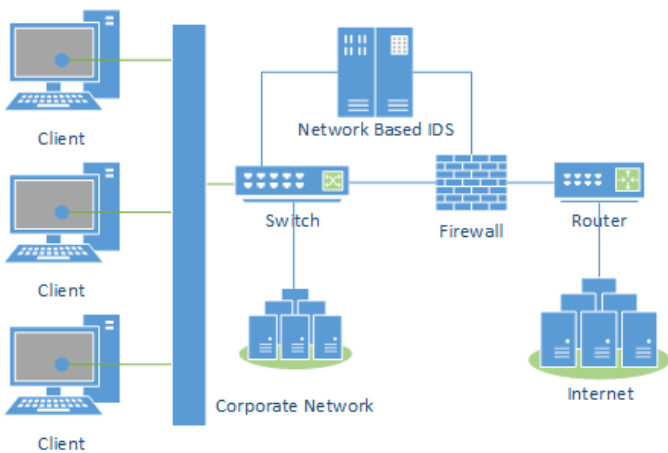 Client
Network Based IDS
Switch
Firewall
Router
Client
Corporate Network
Internet
Client